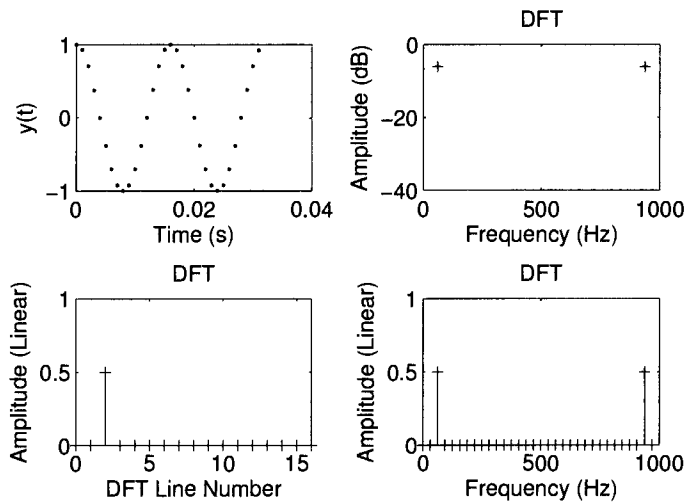 DFT
y(t)
1
0
−1
0
0.02
0.04
Time (s)
Amplitude (dB)
0
−20
−40
0
500
1000
Frequency (Hz)
DFT
DFT
Amplitude (Linear)
1
0.5
0
0
5
10
15
DFT Line Number
Amplitude (Linear)
1
0.5
0
0
500
1000
Frequency (Hz)